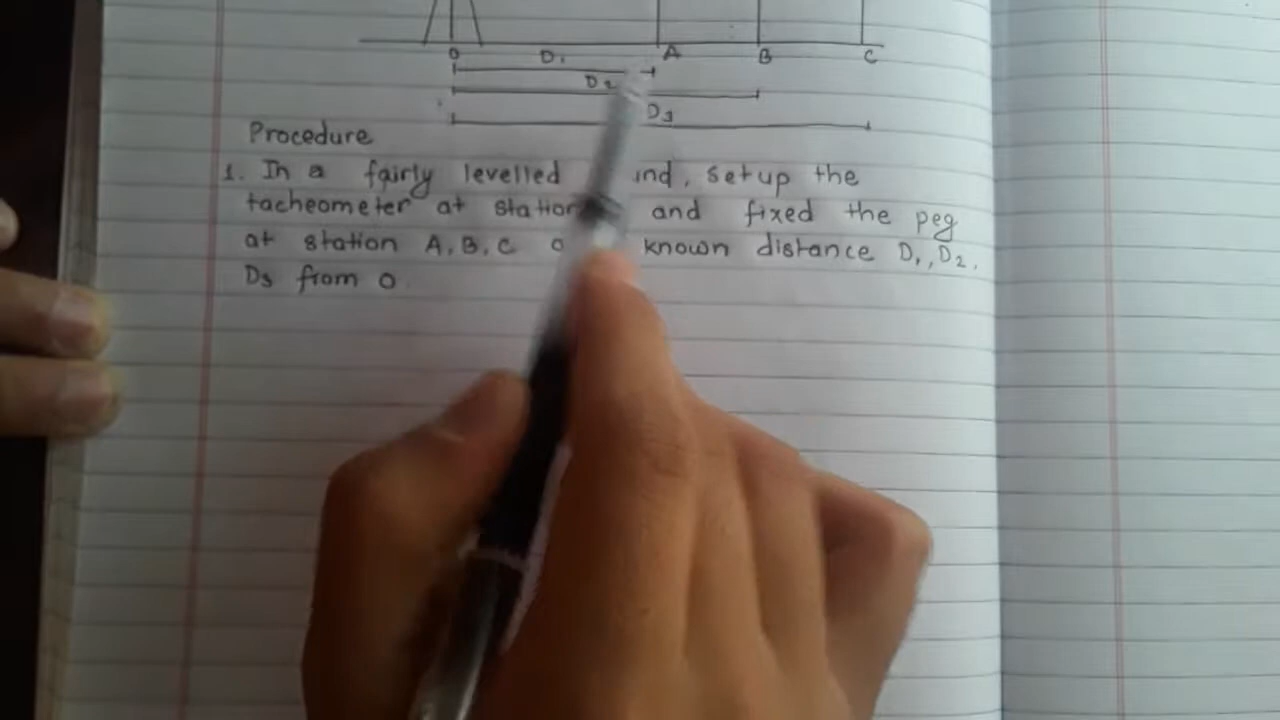 O D₁ A B C
D₂
D₃
Procedure
1. In a fairly levelled, setup the
tacheometer at station and fixed the peg
at station A, B, C known distance D₁, D₂,
D₃ from O